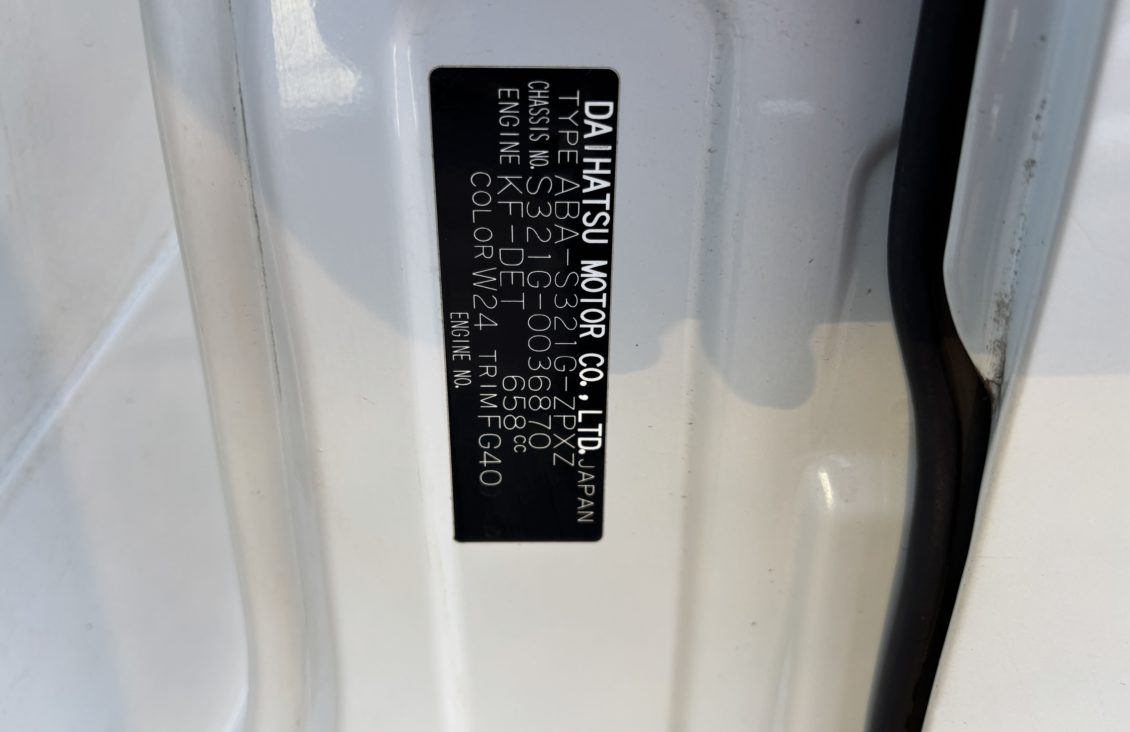 DAIHATSU MOTOR CO.,LTD. JAPAN
TYPE ABA-S321G-ZPXZ
CHASSIS NO. S321G-0036870
ENGINE KF-DET 658cc
COLOR W24 TRIM FG40
ENGINE NO.